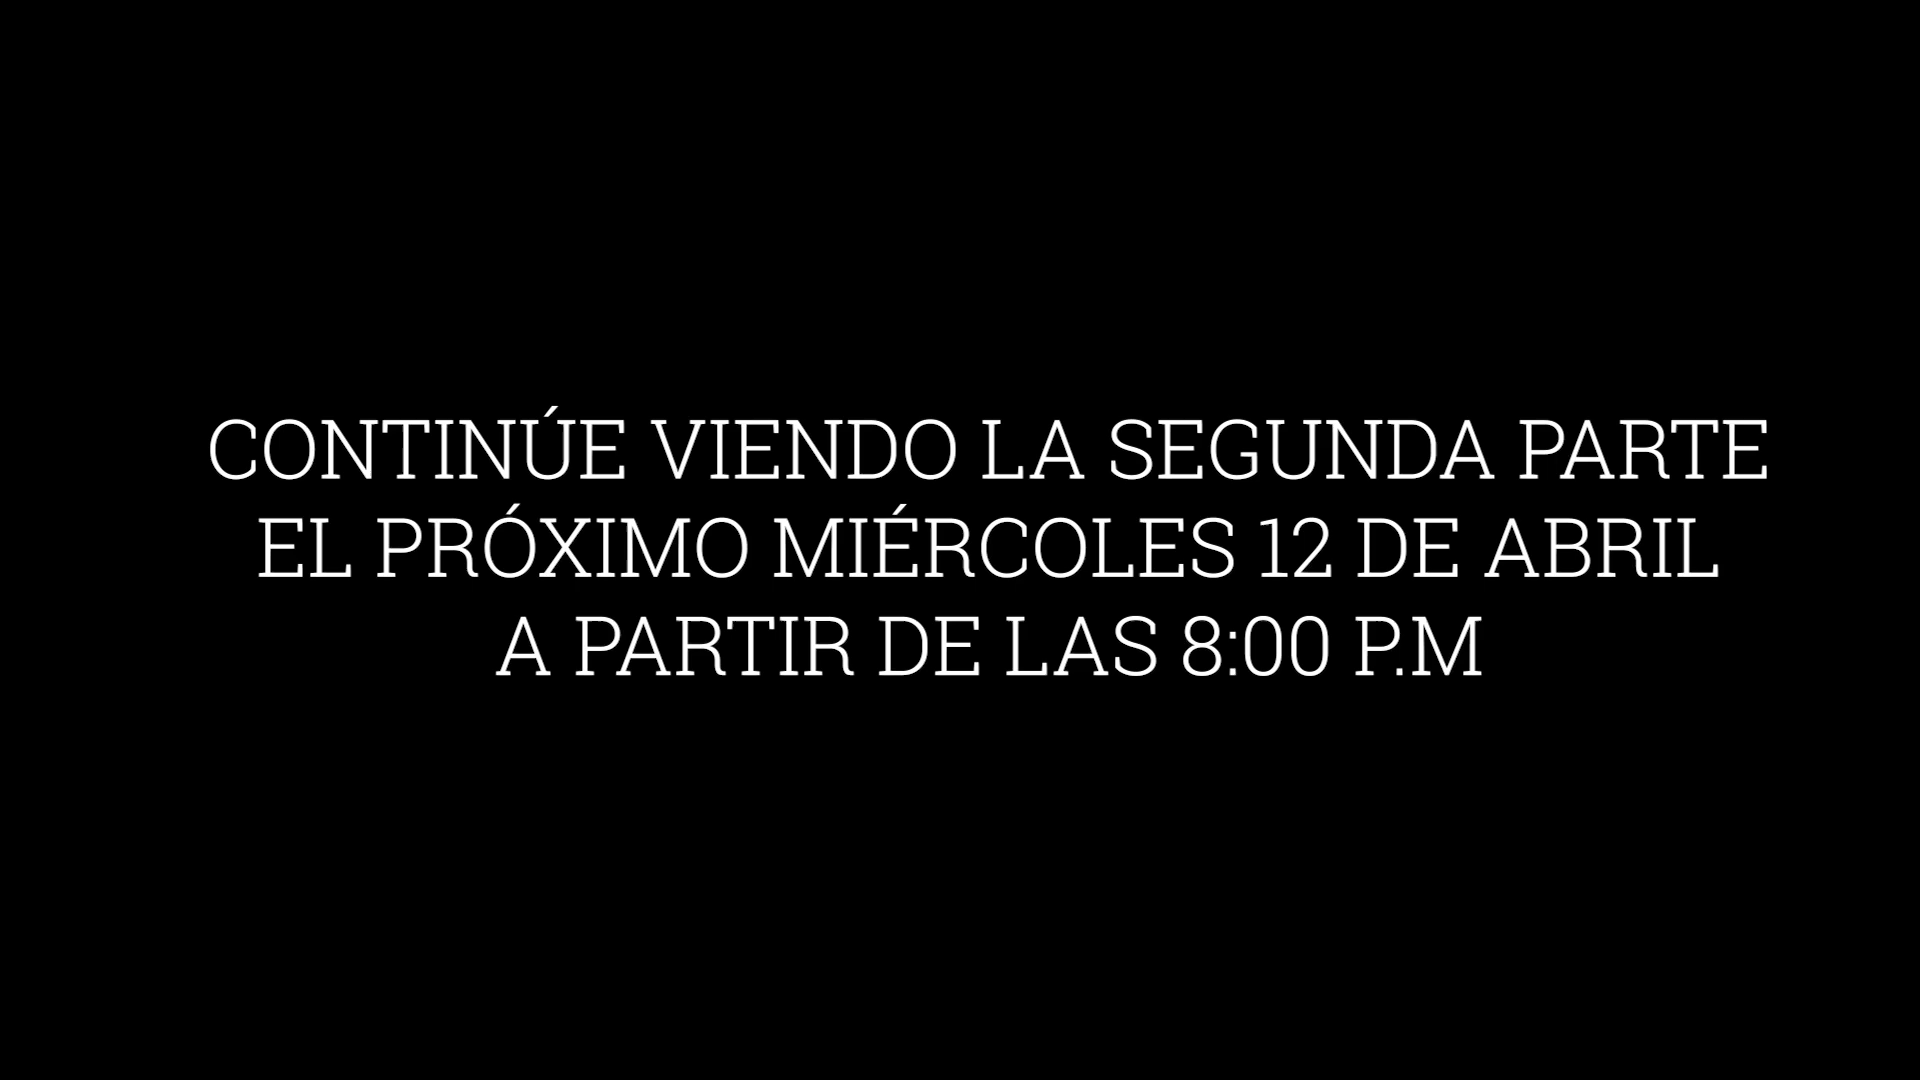 CONTINÚE VIENDO LA SEGUNDA PARTE
EL PRÓXIMO MIÉRCOLES 12 DE ABRIL
A PARTIR DE LAS 8:00 P.M